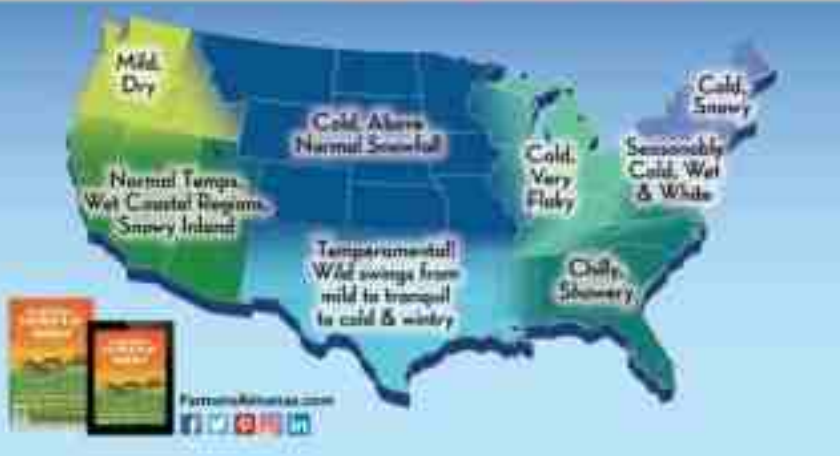 Mild,
Dry
Cold, Above
Normal Snowfall
Cold,
Snowy
Seasonably
Cold, Wet
& White
Cold,
Very
Flaky
Normal Temps,
Wet Coastal Regions,
Snowy Inland
Temperamental!
Wild swings from
mild to tranquil
to cold & wintry
Chilly,
Showery
FarmersAlmanac.com